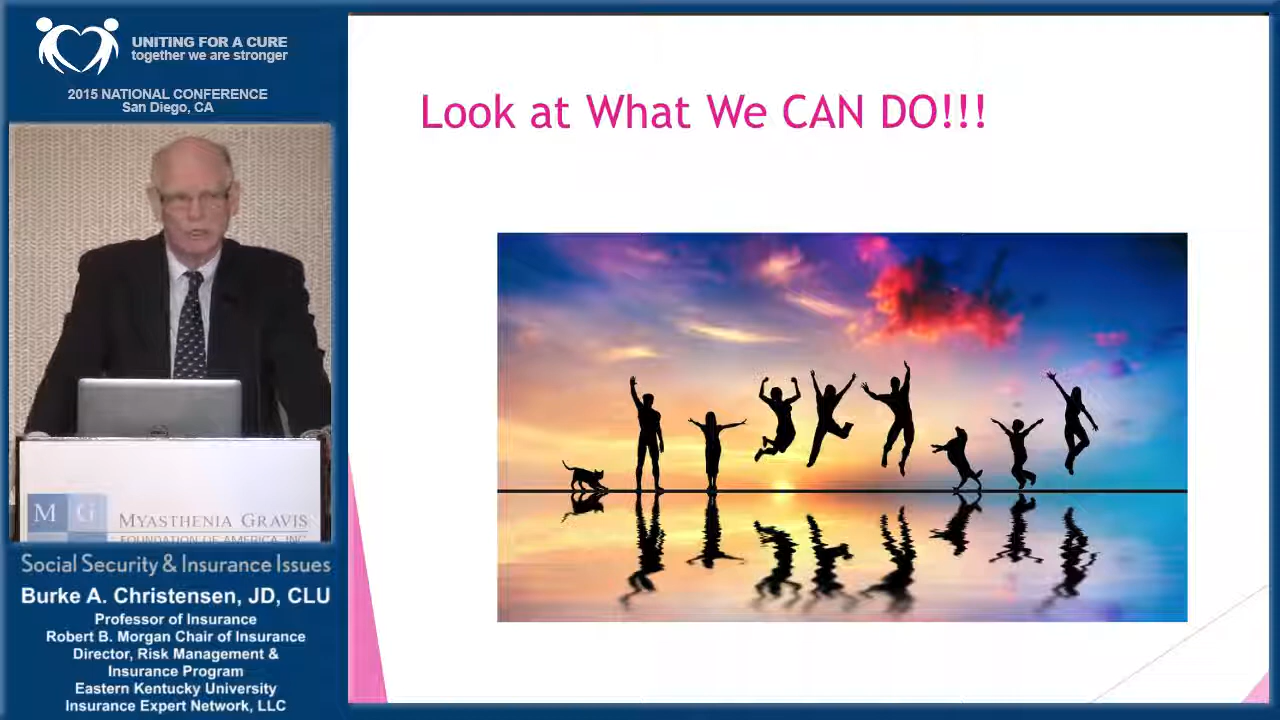 UNITING FOR A CURE
together we are stronger
2015 NATIONAL CONFERENCE
San Diego, CA
Look at What We CAN DO!!!
M G
MYASTHENIA GRAVIS
FOUNDATION OF AMERICA, INC
Social Security & Insurance Issues
Burke A. Christensen, JD, CLU
Professor of Insurance
Robert B. Morgan Chair of Insurance
Director, Risk Management &
Insurance Program
Eastern Kentucky University
Insurance Expert Network, LLC